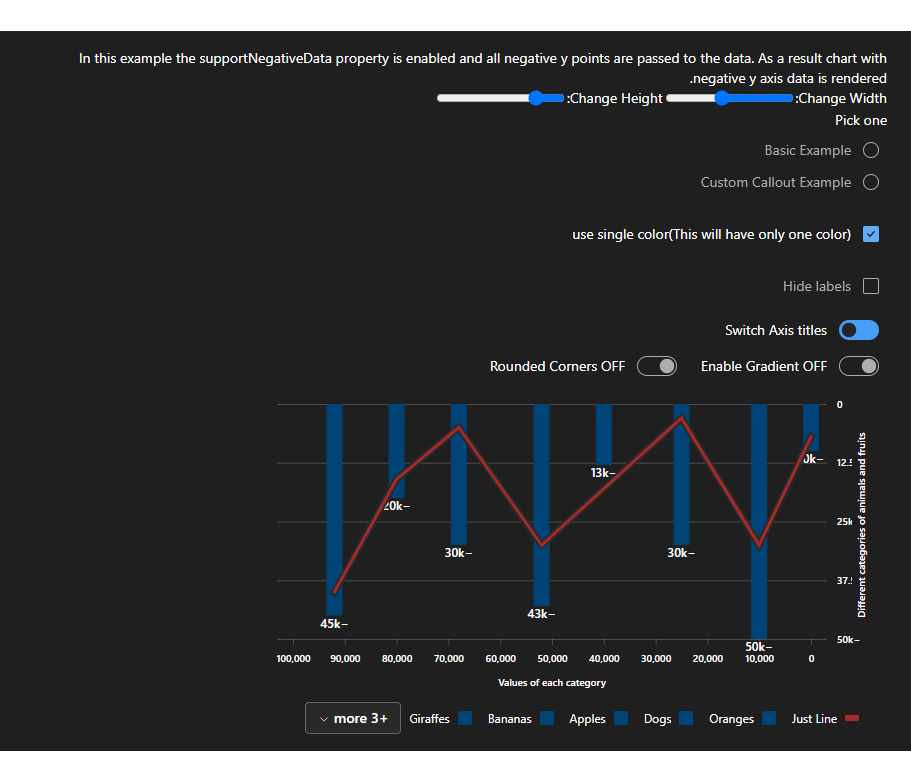 In this example the supportNegativeData property is enabled and all negative y points are passed to the data. As a result chart with
.negative y axis data is rendered
:Change Height :Change Width
Pick one
Basic Example
Custom Callout Example
use single color(This will have only one color)
Hide labels
Switch Axis titles
Rounded Corners OFF Enable Gradient OFF
0
12.5
25k
37.5
50k–
Different categories of animals and fruits
45k–
20k–
30k–
43k–
13k–
30k–
50k–
0k–
100,000 90,000 80,000 70,000 60,000 50,000 40,000 30,000 20,000 10,000 0
Values of each category
more 3+ Giraffes Bananas Apples Dogs Oranges Just Line